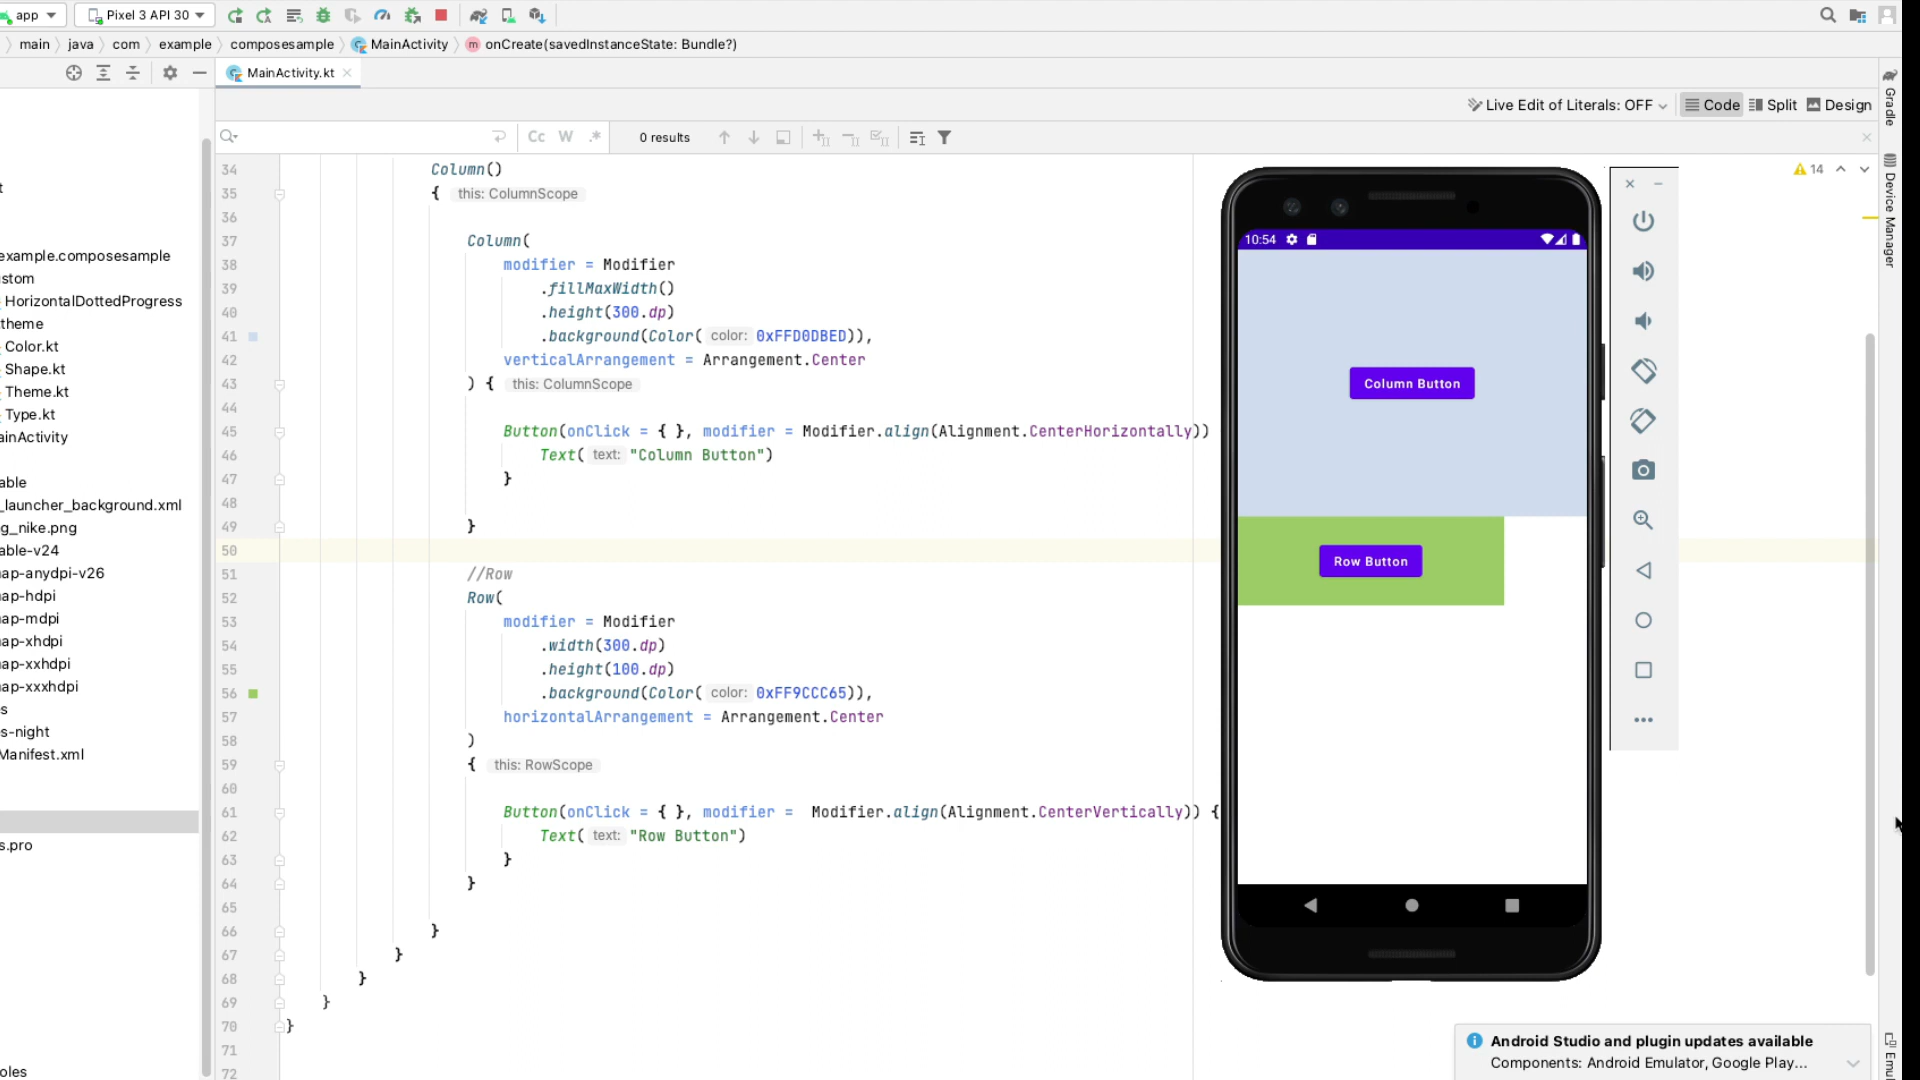 app
Pixel 3 API 30
main java com example composesample MainActivity m onCreate(savedInstanceState: Bundle?)
MainActivity.kt
Live Edit of Literals: OFF Code Split Design
Cc W .* 0 results
14
example.composesample
stom
HorizontalDottedProgress
theme
Color.kt
Shape.kt
Theme.kt
Type.kt
ainActivity
able
_launcher_background.xml
g_nike.png
able-v24
ap-anydpi-v26
ap-hdpi
ap-mdpi
ap-xhdpi
ap-xxhdpi
ap-xxxhdpi
s
s-night
Manifest.xml
s.pro
oles
34 Column()
35 { this: ColumnScope
36
37 Column(
38 modifier = Modifier
39 .fillMaxWidth()
40 .height(300.dp)
41 .background(Color( color: 0xFFD0DBED)),
42 verticalArrangement = Arrangement.Center
43 ) { this: ColumnScope
44
45 Button(onClick = { }, modifier = Modifier.align(Alignment.CenterHorizontally))
46 Text( text: "Column Button")
47 }
48
49 }
50
51 //Row
52 Row(
53 modifier = Modifier
54 .width(300.dp)
55 .height(100.dp)
56 .background(Color( color: 0xFF9CCC65)),
57 horizontalArrangement = Arrangement.Center
58 )
59 { this: RowScope
60
61 Button(onClick = { }, modifier = Modifier.align(Alignment.CenterVertically)) {
62 Text( text: "Row Button")
63 }
64 }
65
66 }
67 }
68 }
69 }
70 }
71
72
10:54
Column Button
Row Button
Gradle
Device Manager
Emul
Android Studio and plugin updates available
Components: Android Emulator, Google Play...